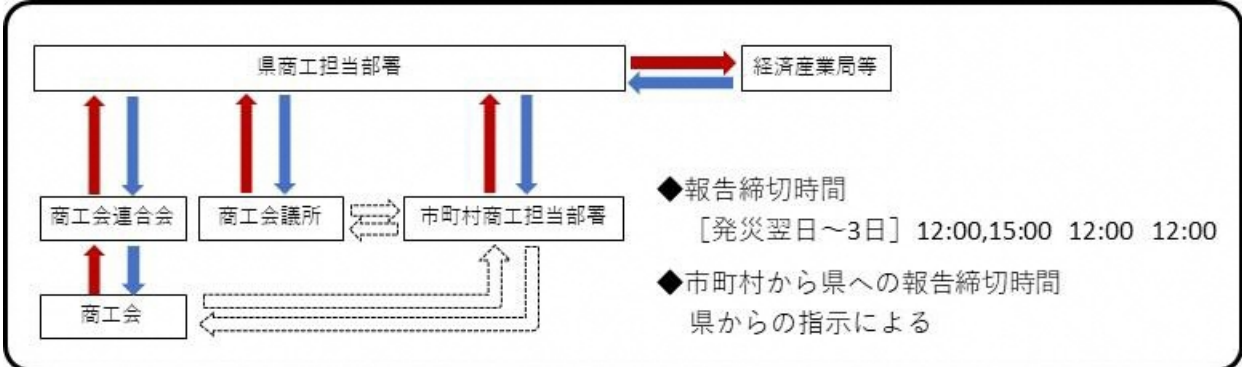 県商工担当部署
経済産業局等
商工会連合会
商工会議所
市町村商工担当部署
商工会
◆報告締切時間
［発災翌日～3日］12:00,15:00 12:00 12:00
◆市町村から県への報告締切時間
県からの指示による